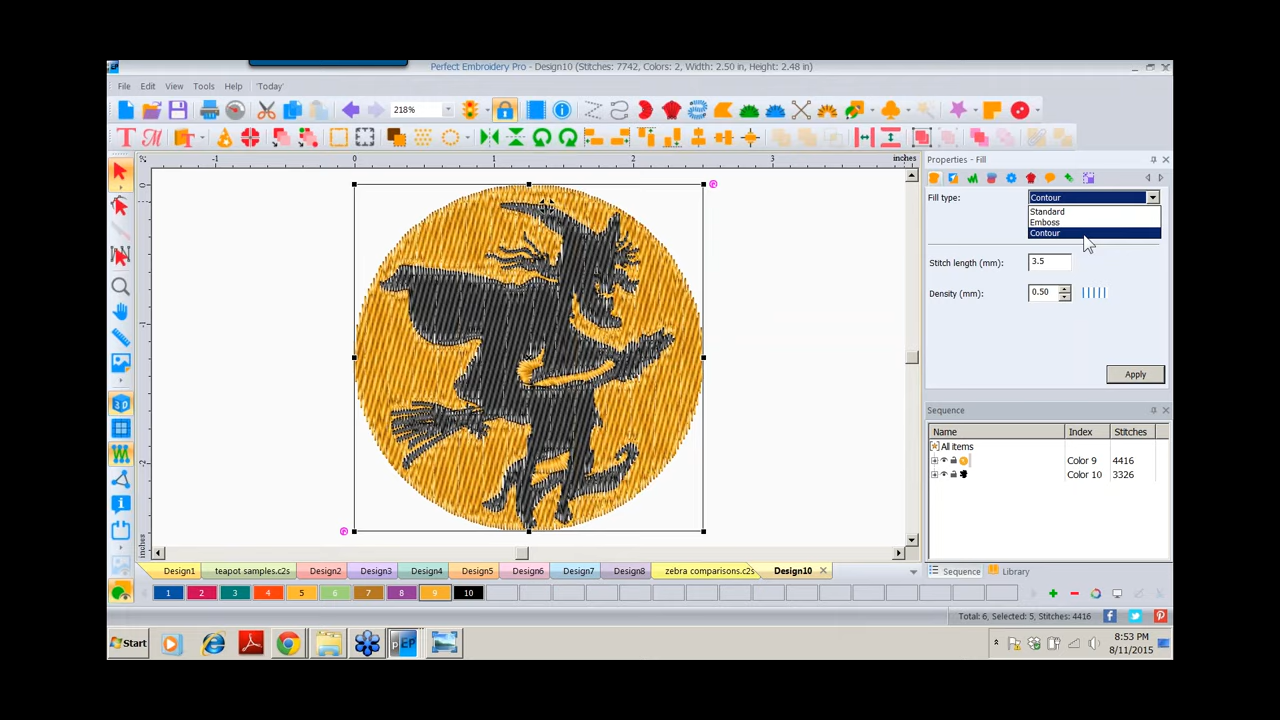 Perfect Embroidery Pro - Design10 (Stitches: 7742, Colors: 2, Width: 2.50 in, Height: 2.48 in)
File Edit View Tools Help 'Today'
218%
% -1 0 1 2 3 inches
0
-1
-2
inches
Properties - Fill
Fill type: Contour
Standard
Emboss
Contour
Stitch length (mm): 3.5
Density (mm): 0.50
Apply
Sequence
Name Index Stitches
All items
Color 9 4416
Color 10 3326
Sequence Library
Design1 teapot samples.c2s Design2 Design3 Design4 Design5 Design6 Design7 Design8 zebra comparisons.c2s Design10
1 2 3 4 5 6 7 8 9 10
Total: 6, Selected: 5, Stitches: 4416
Start
8:53 PM
8/11/2015